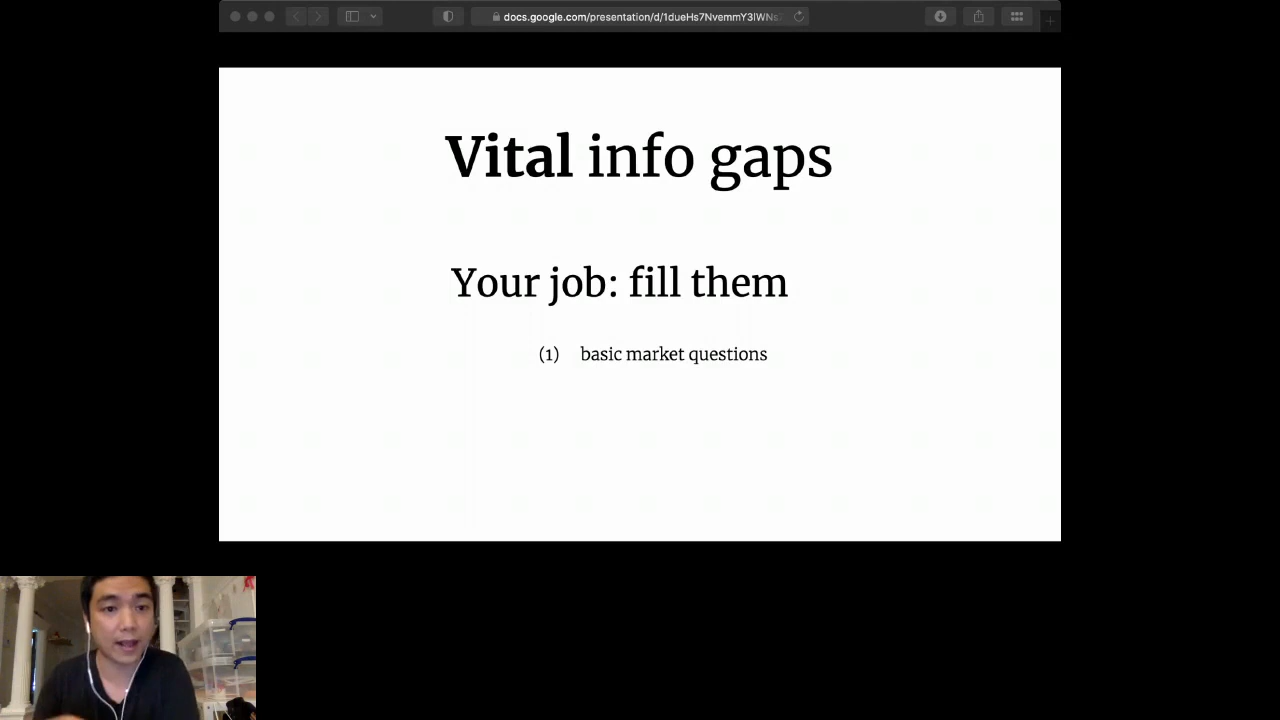 docs.google.com/presentation/d/1dueHs7NvemmY3IWNs
Vital info gaps
Your job: fill them
(1) basic market questions